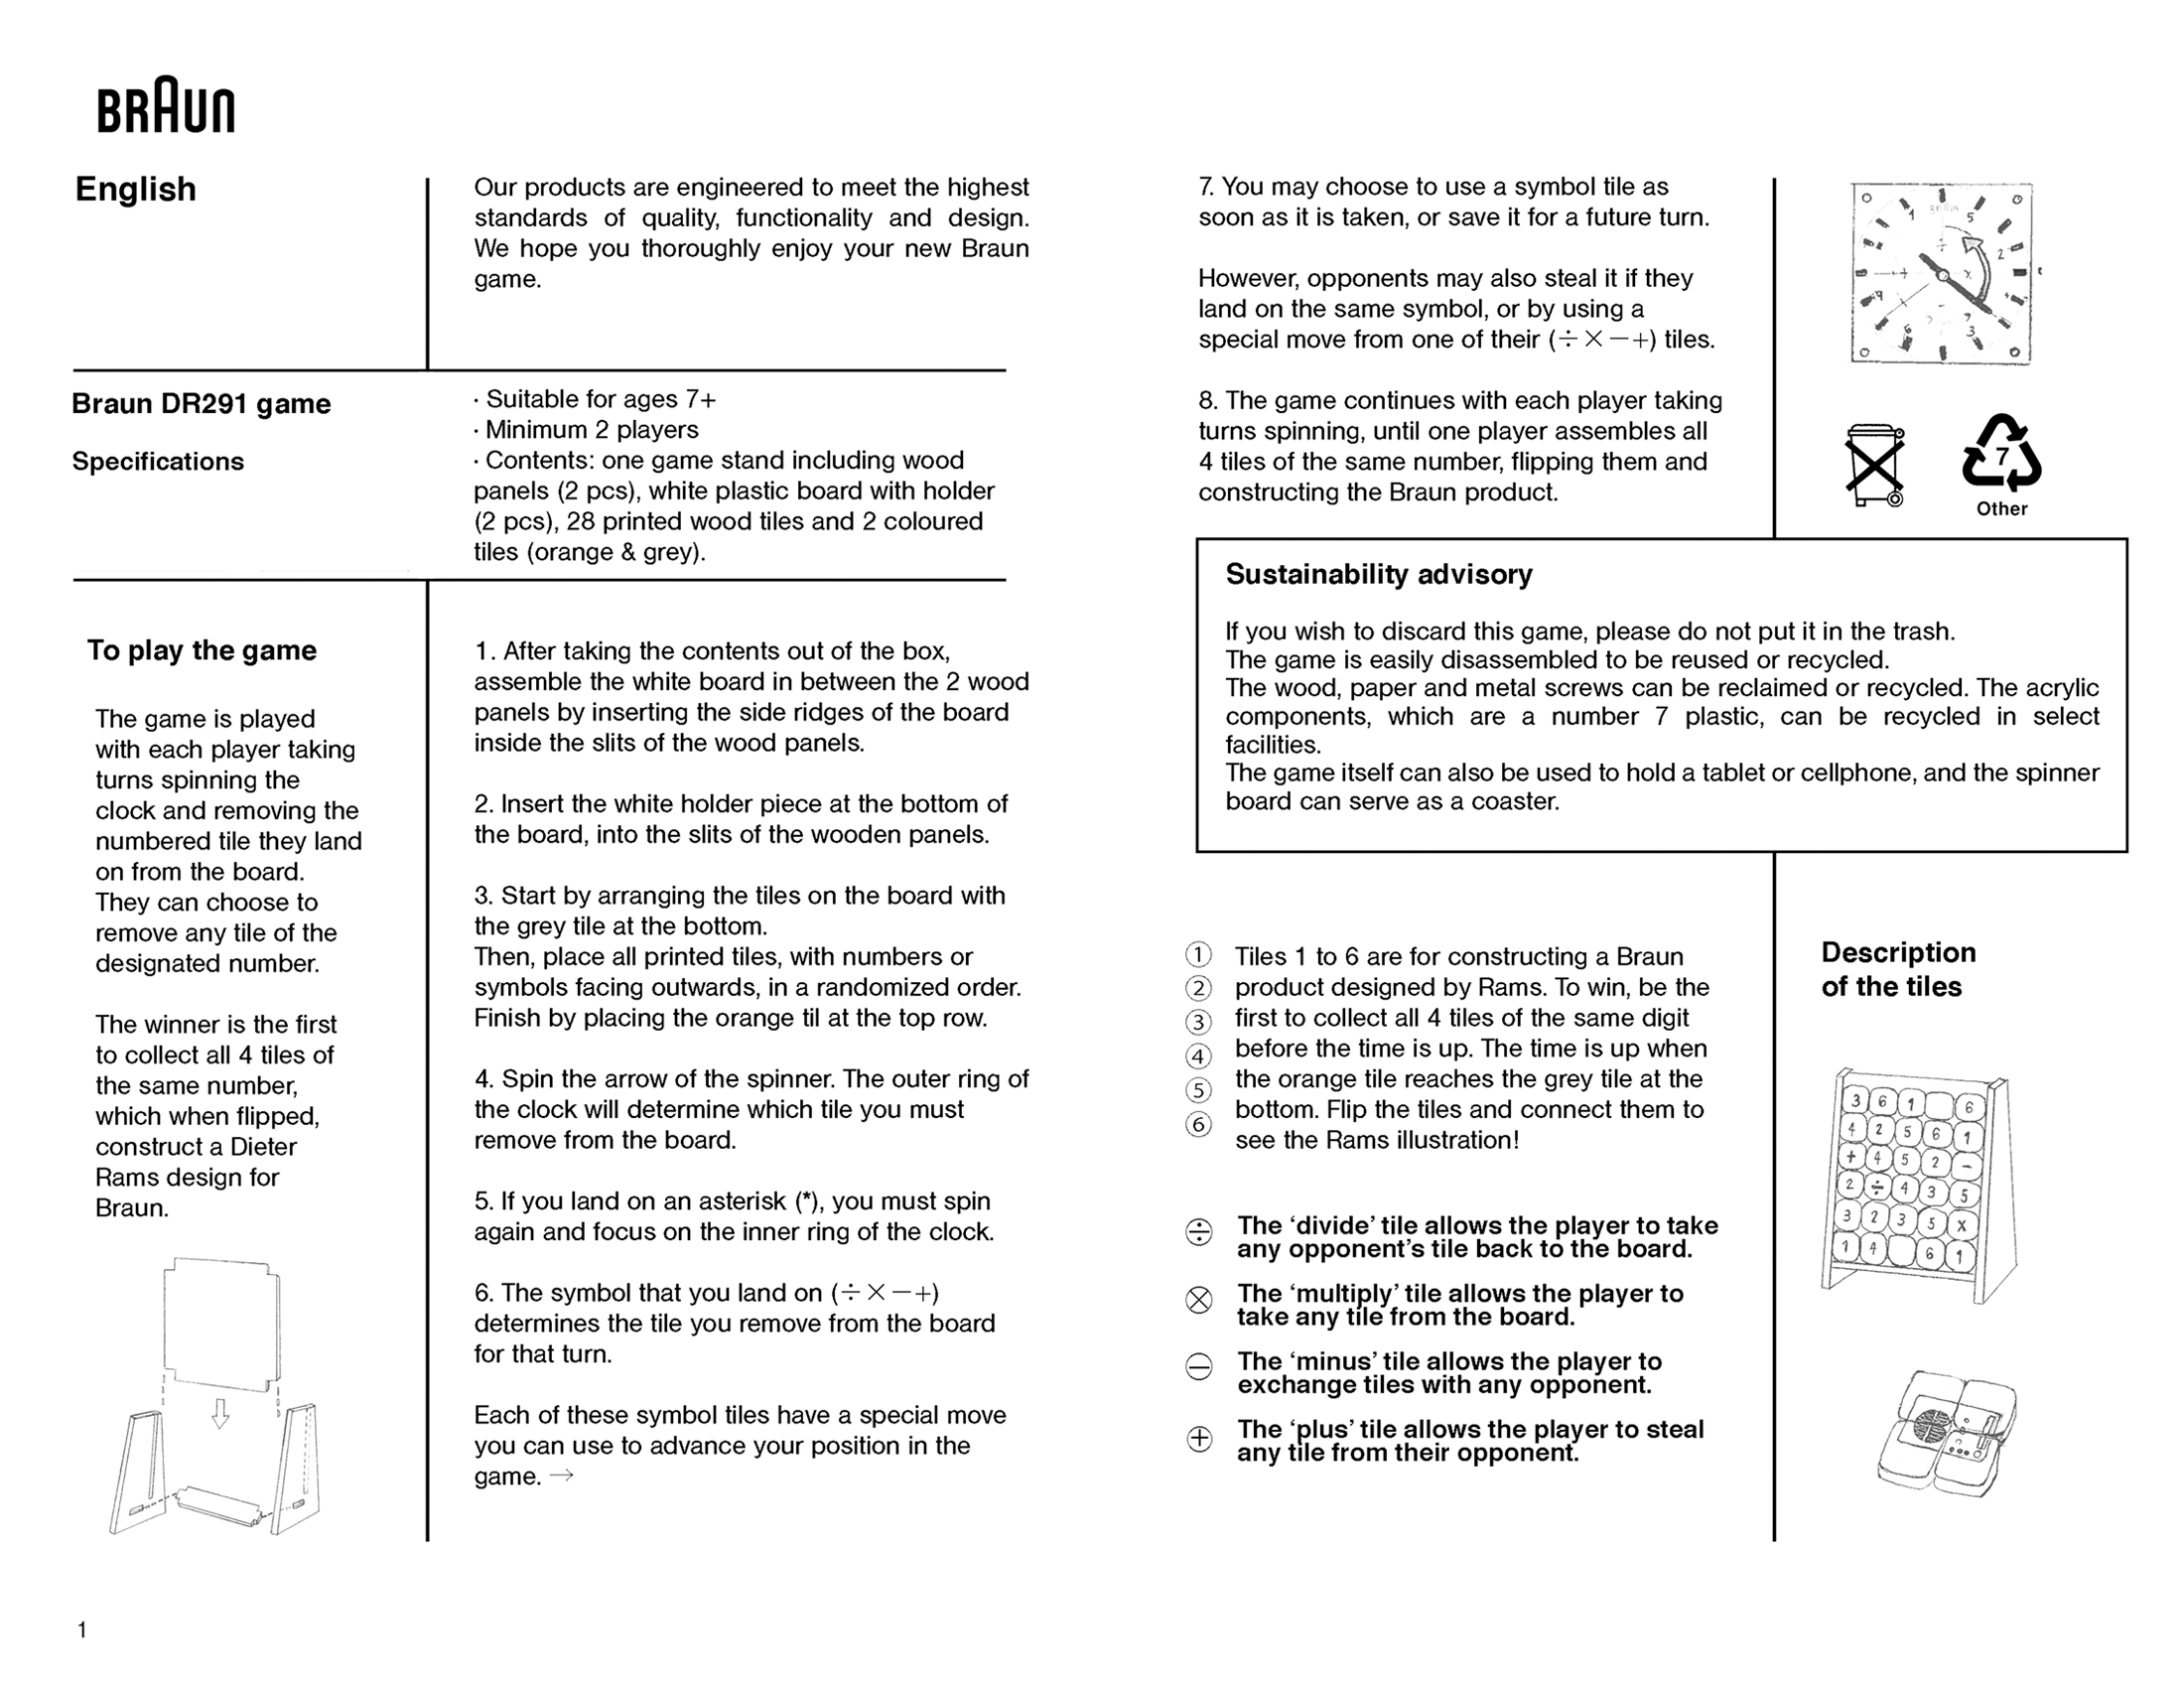 BRAUN
English
Our products are engineered to meet the highest
standards of quality, functionality and design.
We hope you thoroughly enjoy your new Braun
game.
Braun DR291 game
Specifications
· Suitable for ages 7+
· Minimum 2 players
· Contents: one game stand including wood
panels (2 pcs), white plastic board with holder
(2 pcs), 28 printed wood tiles and 2 coloured
tiles (orange & grey).
To play the game
The game is played
with each player taking
turns spinning the
clock and removing the
numbered tile they land
on from the board.
They can choose to
remove any tile of the
designated number.
The winner is the first
to collect all 4 tiles of
the same number,
which when flipped,
construct a Dieter
Rams design for
Braun.
1. After taking the contents out of the box,
assemble the white board in between the 2 wood
panels by inserting the side ridges of the board
inside the slits of the wood panels.
2. Insert the white holder piece at the bottom of
the board, into the slits of the wooden panels.
3. Start by arranging the tiles on the board with
the grey tile at the bottom.
Then, place all printed tiles, with numbers or
symbols facing outwards, in a randomized order.
Finish by placing the orange til at the top row.
4. Spin the arrow of the spinner. The outer ring of
the clock will determine which tile you must
remove from the board.
5. If you land on an asterisk (*), you must spin
again and focus on the inner ring of the clock.
6. The symbol that you land on (÷×−+)
determines the tile you remove from the board
for that turn.
Each of these symbol tiles have a special move
you can use to advance your position in the
game. →
1
7. You may choose to use a symbol tile as
soon as it is taken, or save it for a future turn.
However, opponents may also steal it if they
land on the same symbol, or by using a
special move from one of their (÷×−+) tiles.
8. The game continues with each player taking
turns spinning, until one player assembles all
4 tiles of the same number, flipping them and
constructing the Braun product.
7
Other
Sustainability advisory
If you wish to discard this game, please do not put it in the trash.
The game is easily disassembled to be reused or recycled.
The wood, paper and metal screws can be reclaimed or recycled. The acrylic
components, which are a number 7 plastic, can be recycled in select
facilities.
The game itself can also be used to hold a tablet or cellphone, and the spinner
board can serve as a coaster.
① Tiles 1 to 6 are for constructing a Braun
② product designed by Rams. To win, be the
③ first to collect all 4 tiles of the same digit
④ before the time is up. The time is up when
⑤ the orange tile reaches the grey tile at the
bottom. Flip the tiles and connect them to
⑥ see the Rams illustration!
÷ The ‘divide’ tile allows the player to take
any opponent’s tile back to the board.
× The ‘multiply’ tile allows the player to
take any tile from the board.
− The ‘minus’ tile allows the player to
exchange tiles with any opponent.
+ The ‘plus’ tile allows the player to steal
any tile from their opponent.
Description
of the tiles
3 6 1 6
4 2 5 6 1
+ 4 5 2 −
2 ÷ 4 3 5
3 2 3 5 x
1 4 6 1